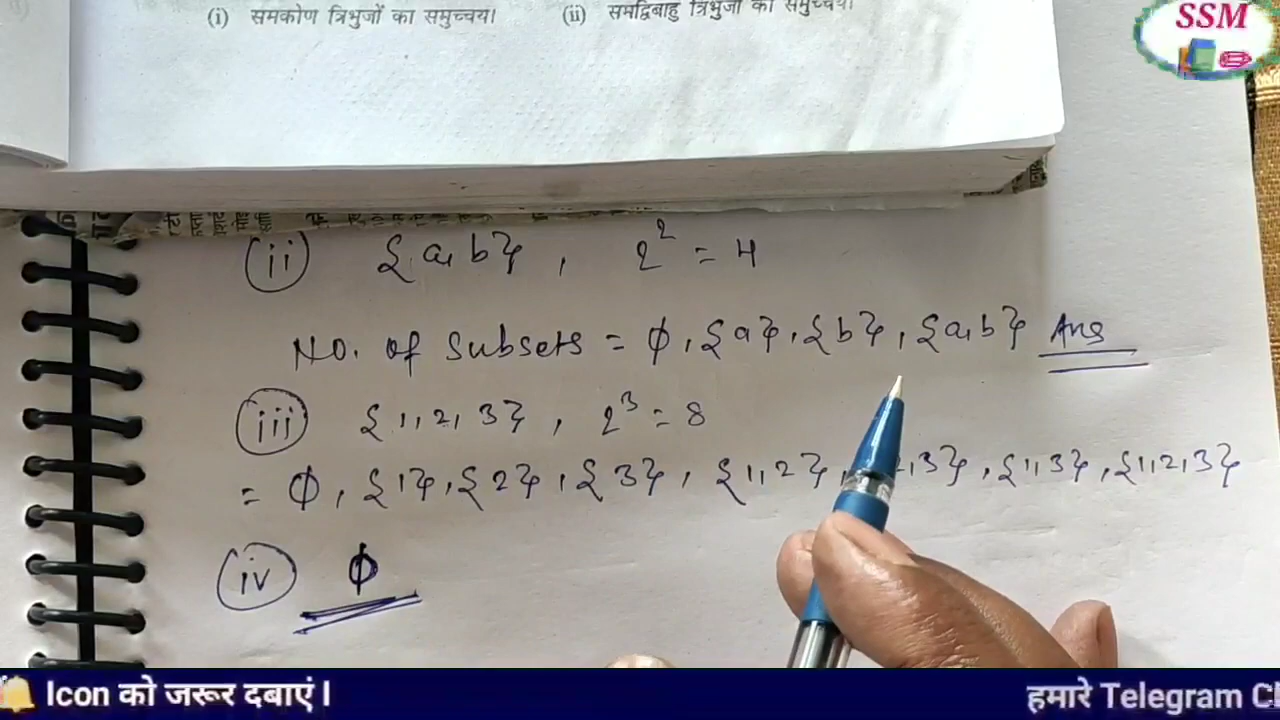 (i) समकोण त्रिभुजों का समुच्चय। (ii) समद्विबाहु त्रिभुजों का समुच्चय।
SSM
(ii) {a, b}, 2² = 4
No. of Subsets = φ, {a}, {b}, {a, b} Ans
(iii) {1, 2, 3}, 2³ = 8
= φ, {1}, {2}, {3}, {1, 2}, 2, 3}, {1, 3}, {1, 2, 3}
(iv) φ
Icon को जरूर दबाएं। हमारे Telegram